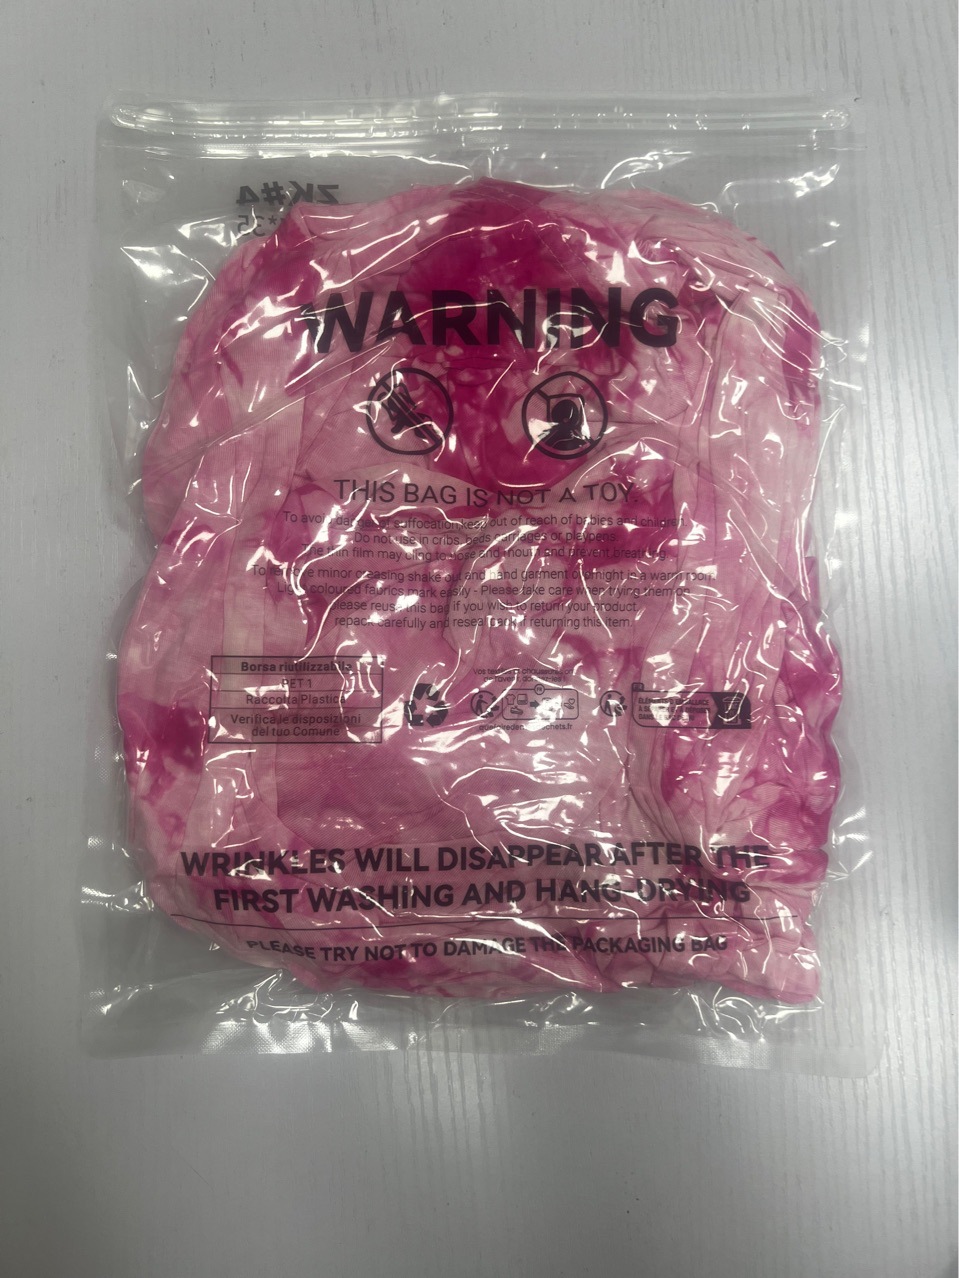 ZK#4
*35
WARNING
THIS BAG IS NOT A TOY.
To avoid danger of suffocation keep out of reach of babies and children.
Do not use in cribs, beds carriages or playpens.
The thin film may cling to nose and mouth and prevent breathing.
To remove minor creasing shake out and hand garment overnight in a warm room.
Light coloured fabrics mark easily - Please take care when trying them on
please reuse this bag if you wish to return your product,
repack carefully and reseal pack if returning this item.
Borsa riutilizzabile
PET 1
Raccolta Plastica
Verifica le disposizioni
del tuo Comune
FR
WRINKLES WILL DISAPPEAR AFTER THE
FIRST WASHING AND HANG-DRYING
PLEASE TRY NOT TO DAMAGE THE PACKAGING BAG